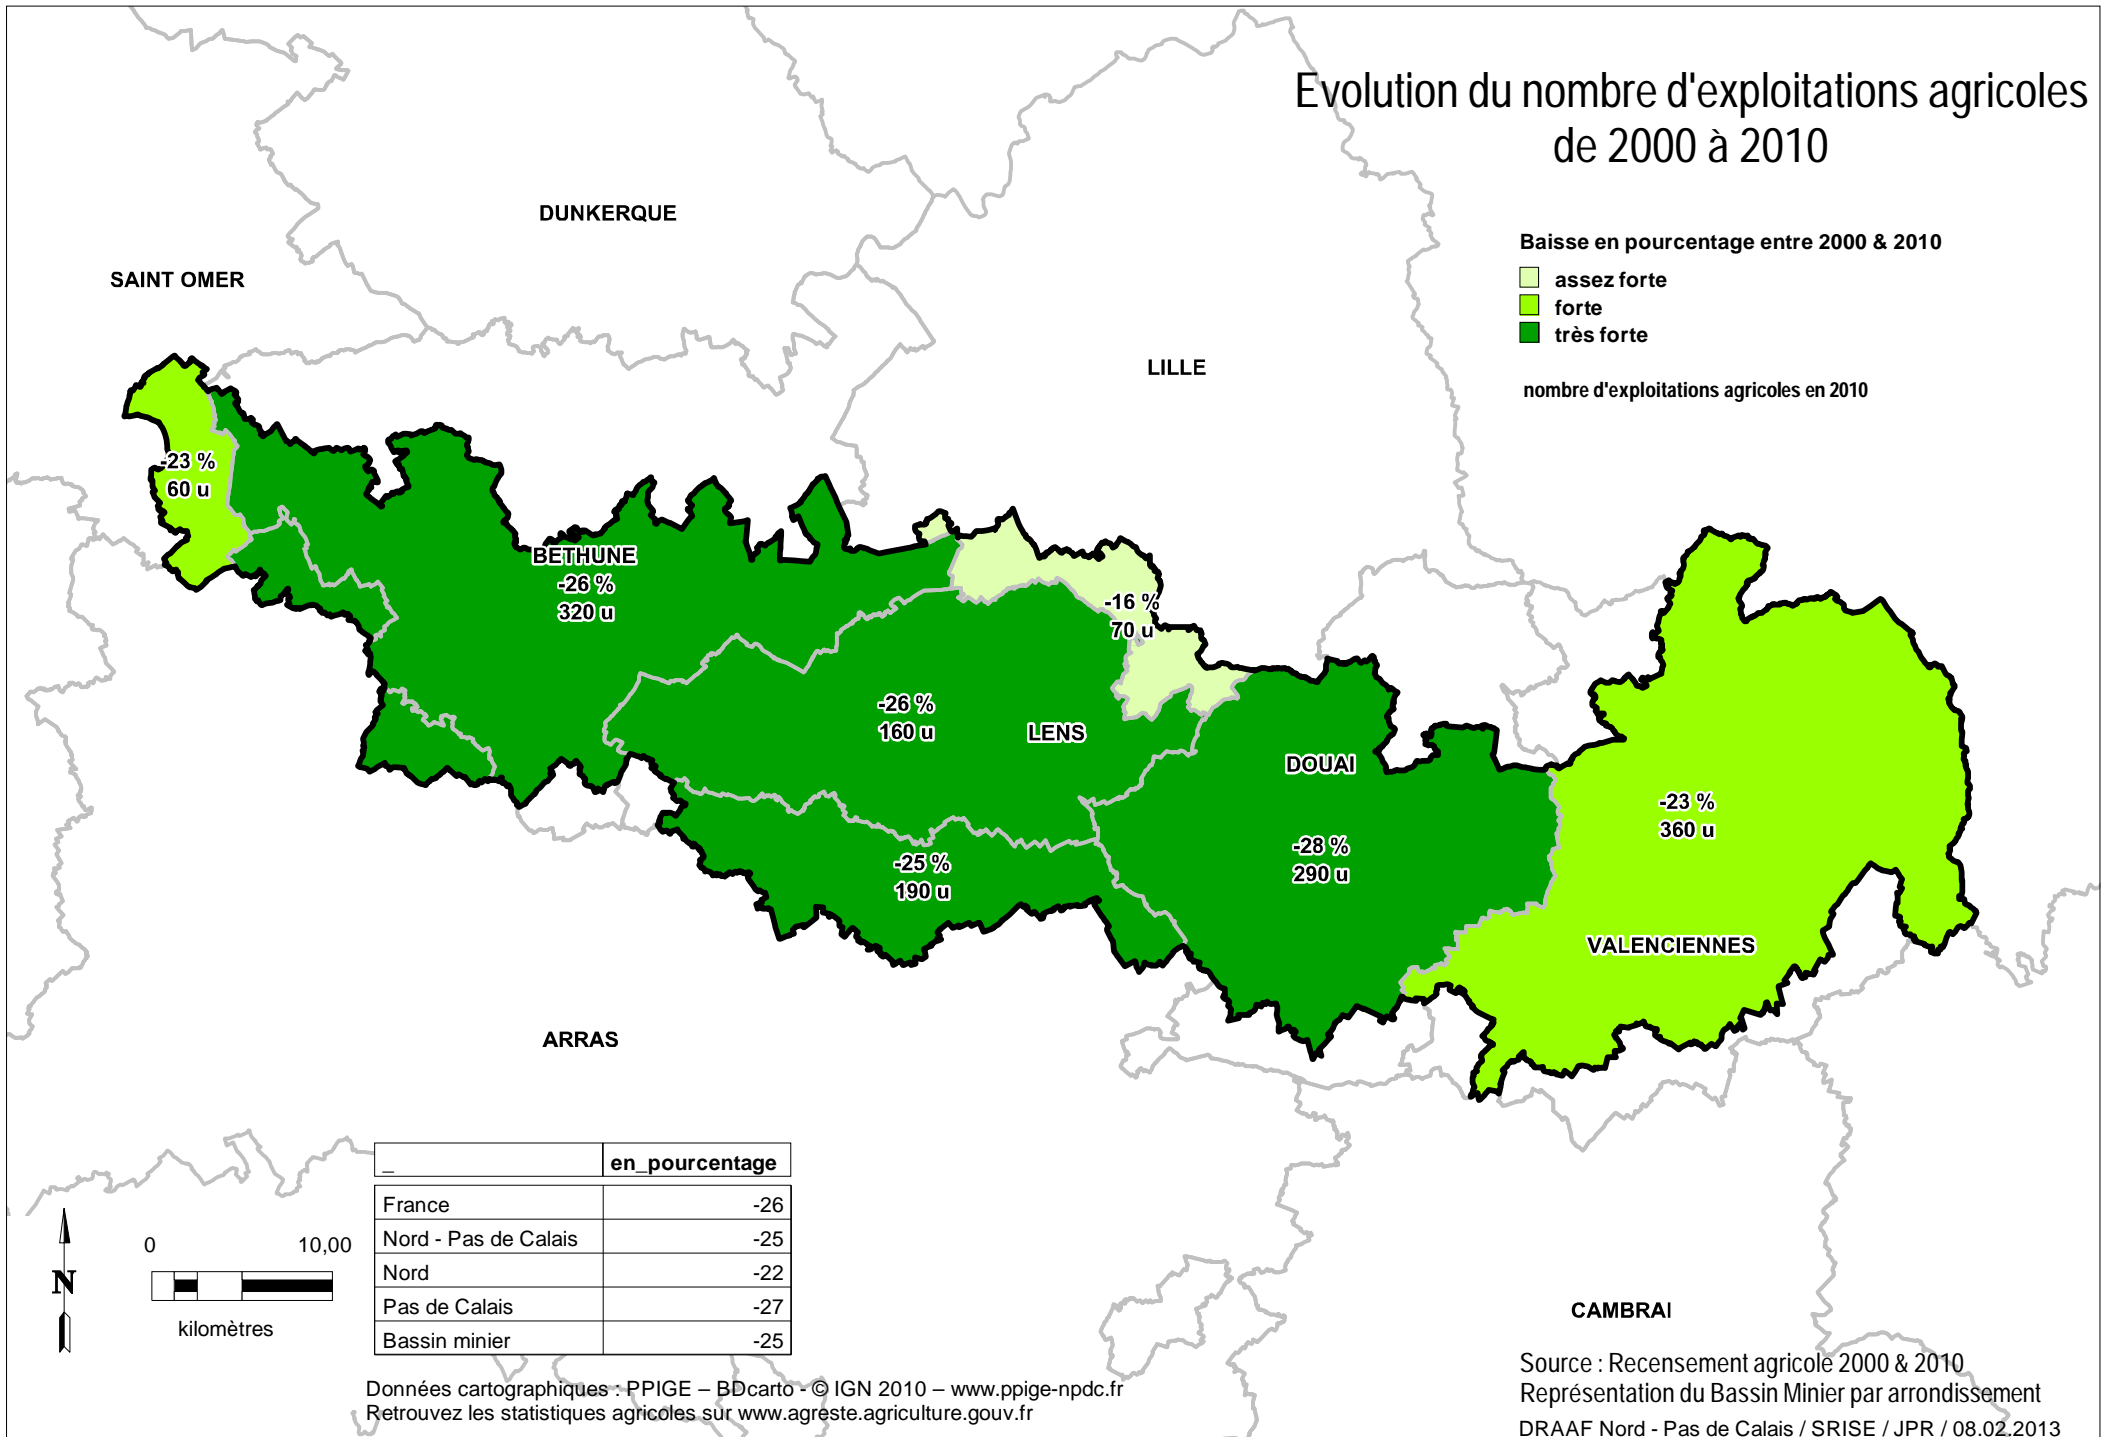 Evolution du nombre d'exploitations agricoles
de 2000 à 2010
Baisse en pourcentage entre 2000 & 2010
assez forte
forte
très forte
nombre d'exploitations agricoles en 2010
DUNKERQUE
SAINT OMER
LILLE
-23 %
60 u
BETHUNE
-26 %
320 u
-16 %
70 u
-26 %
160 u
LENS
DOUAI
-28 %
290 u
-25 %
190 u
-23 %
360 u
VALENCIENNES
ARRAS
CAMBRAI
_ en_pourcentage
France -26
Nord - Pas de Calais -25
Nord -22
Pas de Calais -27
Bassin minier -25
N
0 10,00
kilomètres
Données cartographiques : PPIGE – BDcarto - © IGN 2010 – www.ppige-npdc.fr
Retrouvez les statistiques agricoles sur www.agreste.agriculture.gouv.fr
Source : Recensement agricole 2000 & 2010
Représentation du Bassin Minier par arrondissement
DRAAF Nord - Pas de Calais / SRISE / JPR / 08.02.2013